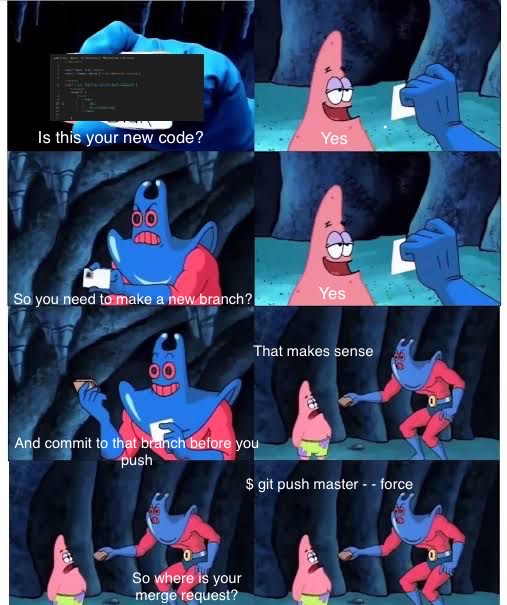 Is this your new code?
Yes
So you need to make a new branch?
Yes
And commit to that branch before you
push
That makes sense
So where is your
merge request?
$ git push master - - force